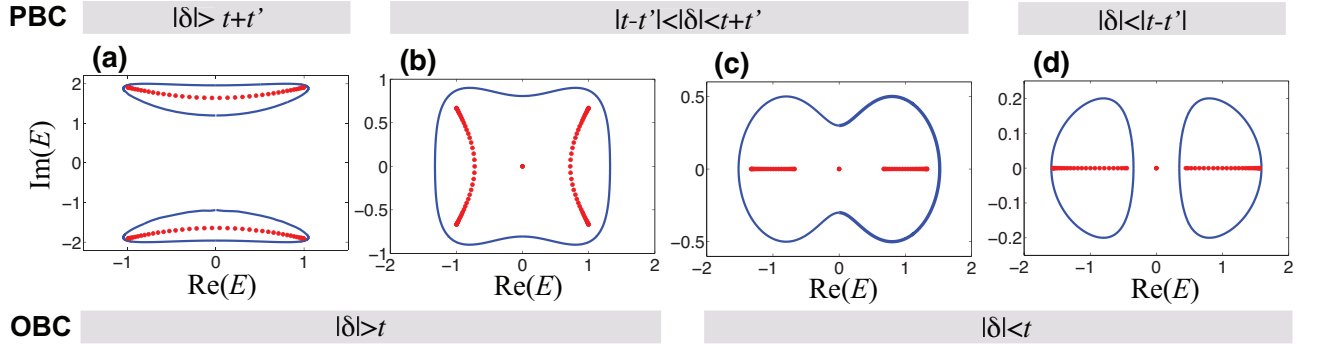 PBC |δ|> t+t’ |t-t’|<|δ|<t+t’ |δ|<|t-t’|
(a) (b) (c) (d)
Im(E)
2
1
0
−1
−2
−1 0 1
Re(E)
1
0.5
0
−0.5
−1
−2 −1 0 1 2
Re(E)
0.5
0
−0.5
−2 −1 0 1 2
Re(E)
0.2
0.1
0
−0.1
−0.2
−2 −1 0 1 2
Re(E)
OBC |δ|>t |δ|<t